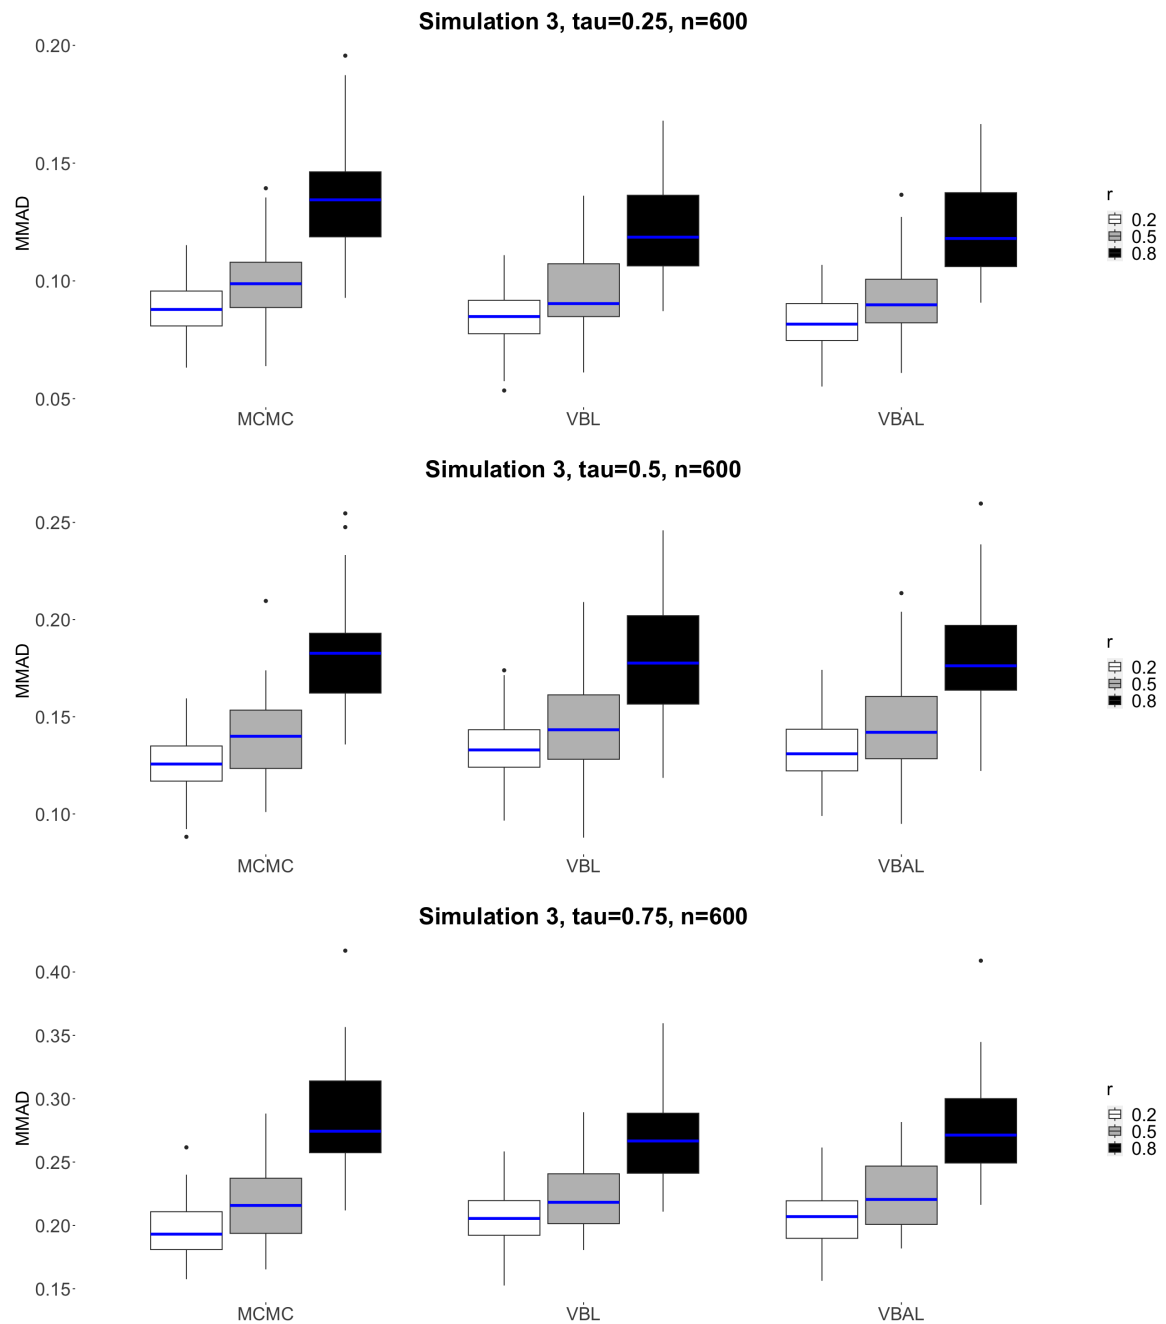 Simulation 3, tau=0.25, n=600
0.20
0.15
0.10
0.05
MMAD
MCMC
VBL
VBAL
r
0.2
0.5
0.8
Simulation 3, tau=0.5, n=600
0.25
0.20
0.15
0.10
MMAD
MCMC
VBL
VBAL
r
0.2
0.5
0.8
Simulation 3, tau=0.75, n=600
0.40
0.35
0.30
0.25
0.20
0.15
MMAD
MCMC
VBL
VBAL
r
0.2
0.5
0.8